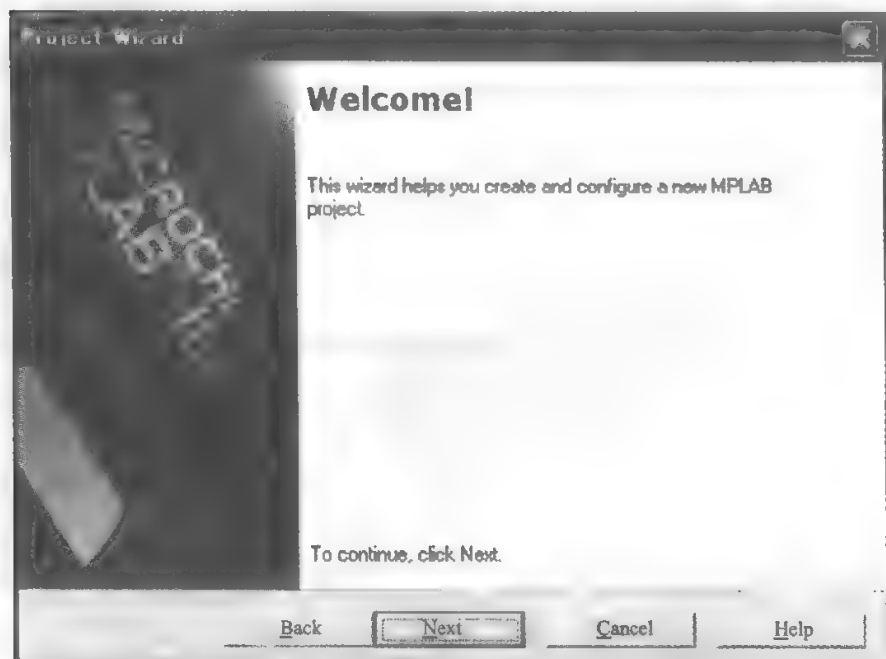 Project Wizard
Welcome!
This wizard helps you create and configure a new MPLAB
project.
To continue, click Next.
Back Next Cancel Help